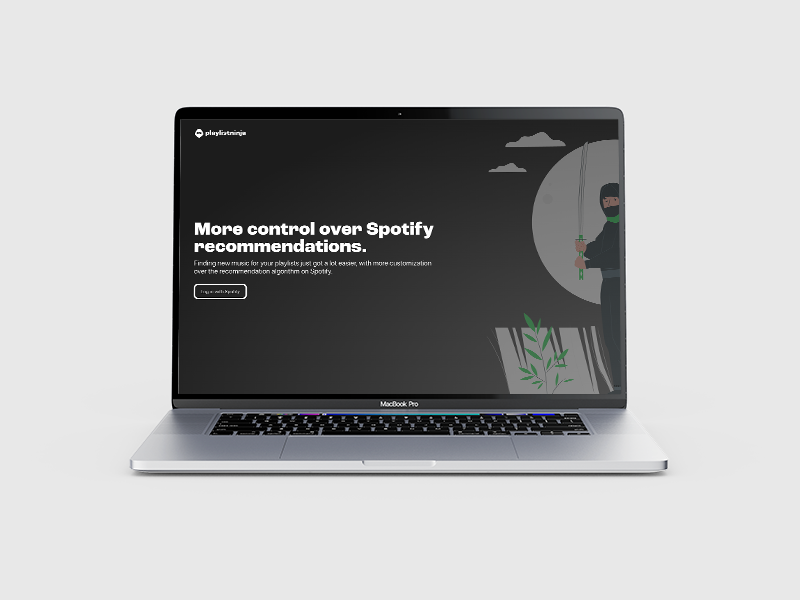 playlistninja
More control over Spotify
recommendations.
Finding new music for your playlists just got a lot easier, with more customization
over the recommendation algorithm on Spotify.
Log in with Spotify
MacBook Pro